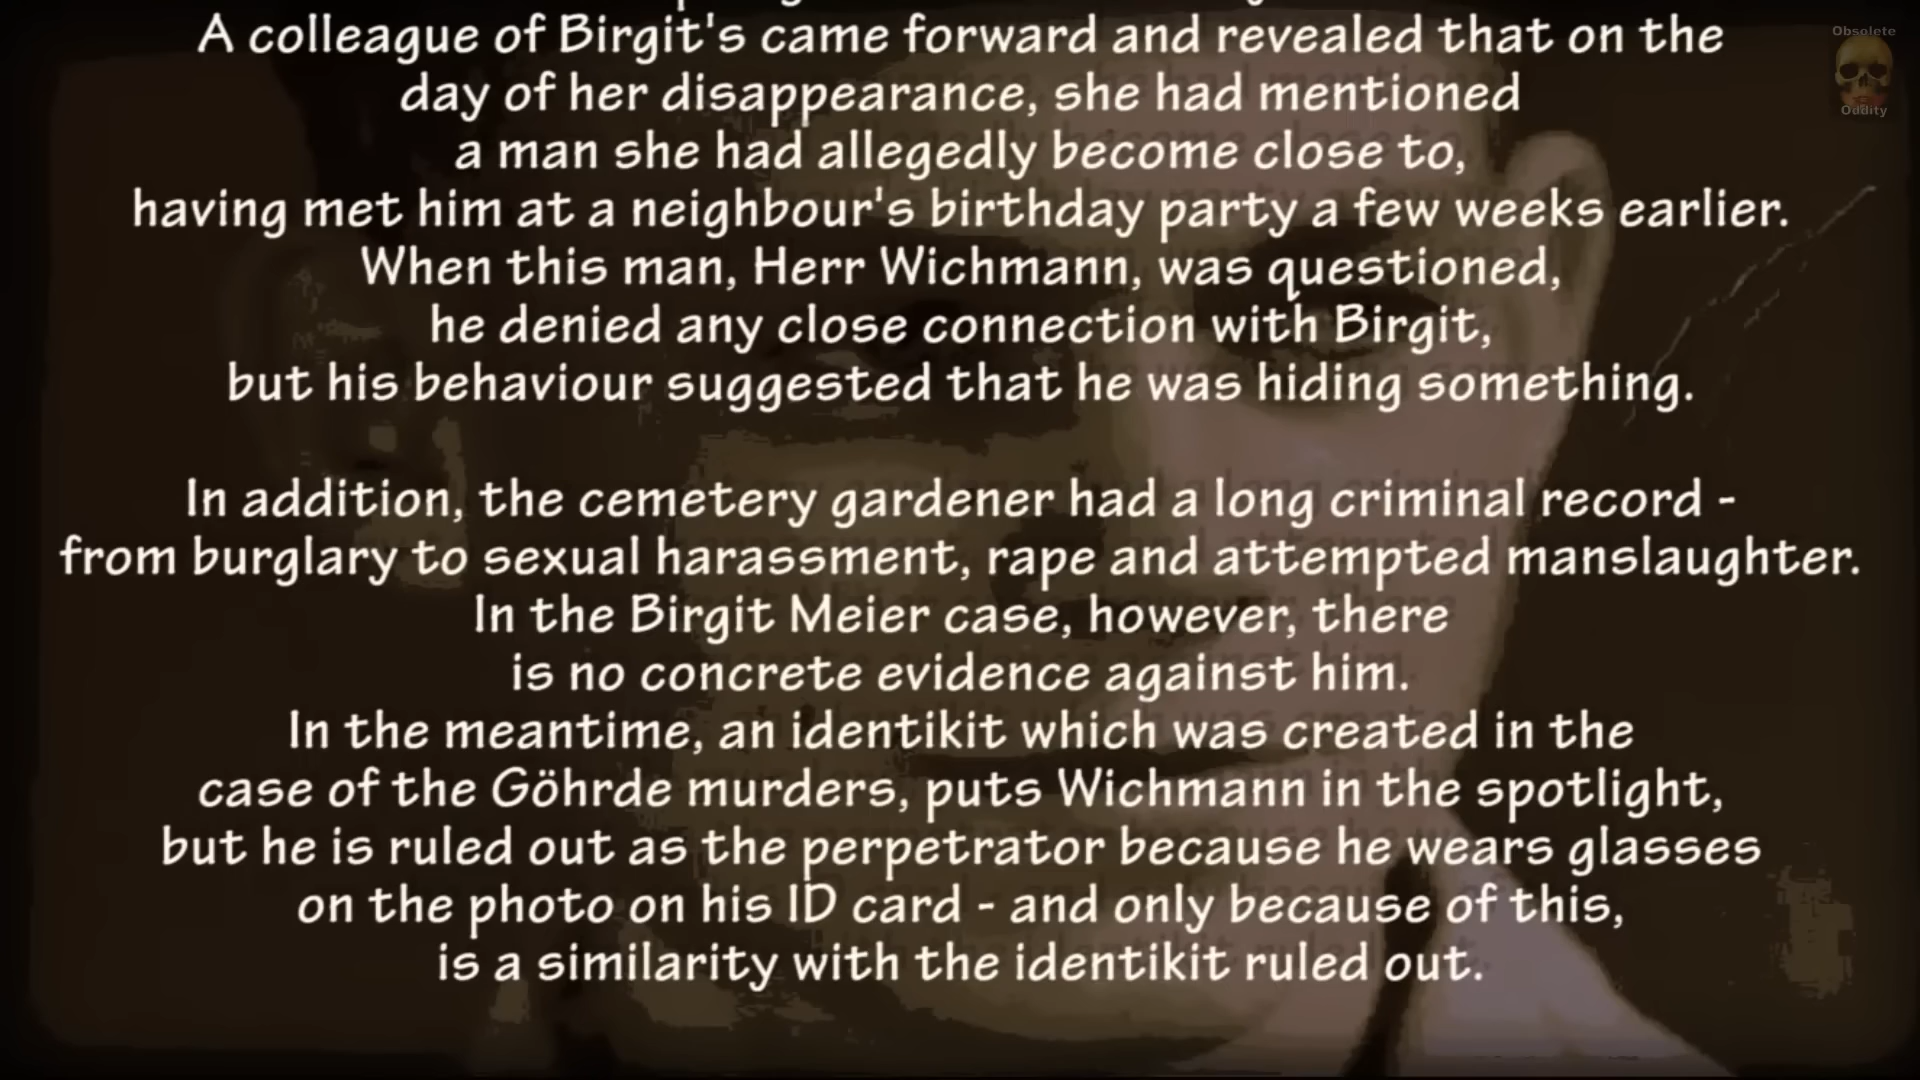 A colleague of Birgit's came forward and revealed that on the
day of her disappearance, she had mentioned
a man she had allegedly become close to,
having met him at a neighbour's birthday party a few weeks earlier.
When this man, Herr Wichmann, was questioned,
he denied any close connection with Birgit,
but his behaviour suggested that he was hiding something.
In addition, the cemetery gardener had a long criminal record -
from burglary to sexual harassment, rape and attempted manslaughter.
In the Birgit Meier case, however, there
is no concrete evidence against him.
In the meantime, an identikit which was created in the
case of the Göhrde murders, puts Wichmann in the spotlight,
but he is ruled out as the perpetrator because he wears glasses
on the photo on his ID card - and only because of this,
is a similarity with the identikit ruled out.
Obsolete
Oddity